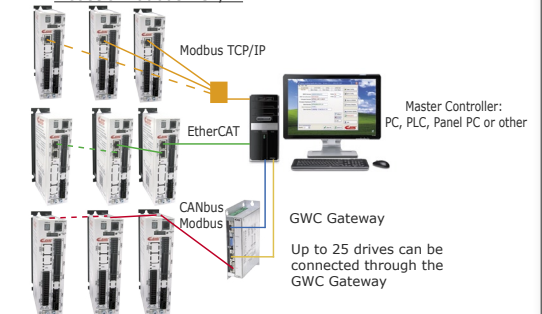 Modbus TCP/IP
EtherCAT
Master Controller:
PC, PLC, Panel PC or other
CANbus
Modbus
GWC Gateway
Up to 25 drives can be
connected through the
GWC Gateway